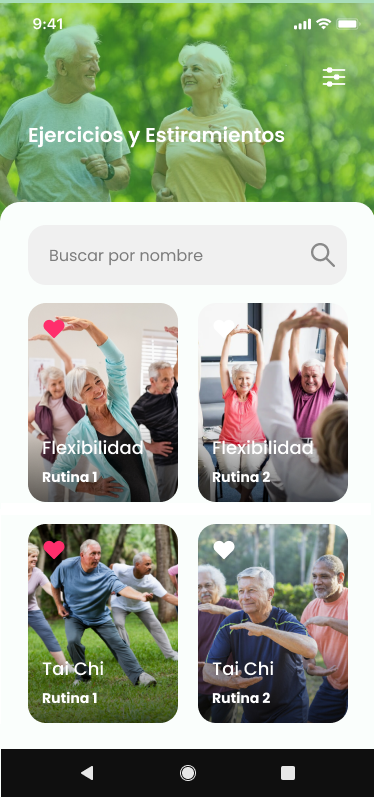 9:41
Ejercicios y Estiramientos
Buscar por nombre
Flexibilidad
Rutina 1
Flexibilidad
Rutina 2
Tai Chi
Rutina 1
Tai Chi
Rutina 2